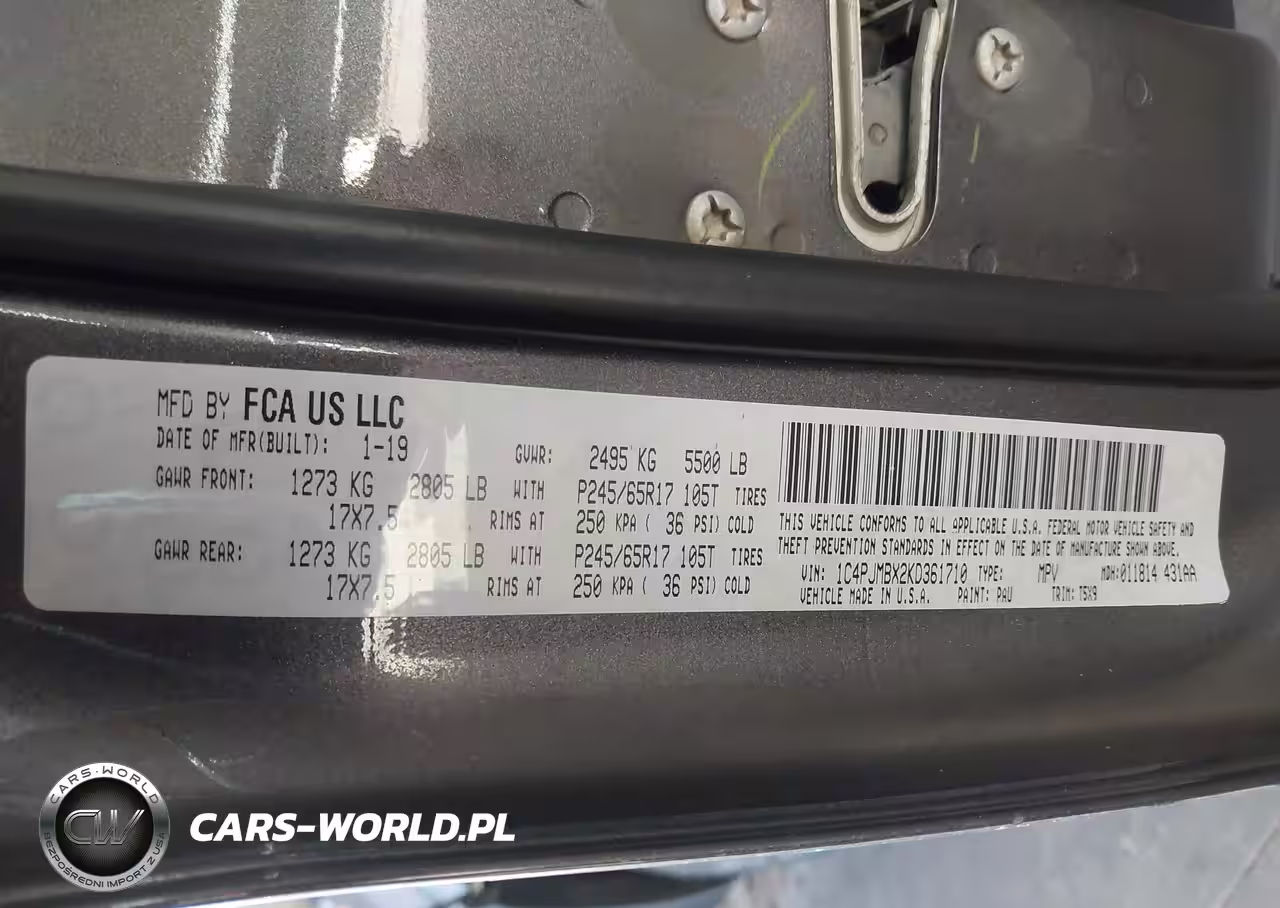 MFD BY FCA US LLC
DATE OF MFR(BUILT): 1-19 GVWR: 2495 KG 5500 LB
GAWR FRONT: 1273 KG 2805 LB WITH P245/65R17 105T TIRES
17X7.5 RIMS AT 250 KPA ( 36 PSI) COLD
GAWR REAR: 1273 KG 2805 LB WITH P245/65R17 105T TIRES
17X7.5 RIMS AT 250 KPA ( 36 PSI) COLD
THIS VEHICLE CONFORMS TO ALL APPLICABLE U.S.A. FEDERAL MOTOR VEHICLE SAFETY AND
THEFT PREVENTION STANDARDS IN EFFECT ON THE DATE OF MANUFACTURE SHOWN ABOVE.
VIN: 1C4PJMBX2KD361710 TYPE: MPV MDH:011814 431AA
VEHICLE MADE IN U.S.A. PAINT: PAU TRIM: T5X9
CARS-WORLD
CW
BEZPOŚREDNI IMPORT Z USA
CARS-WORLD.PL